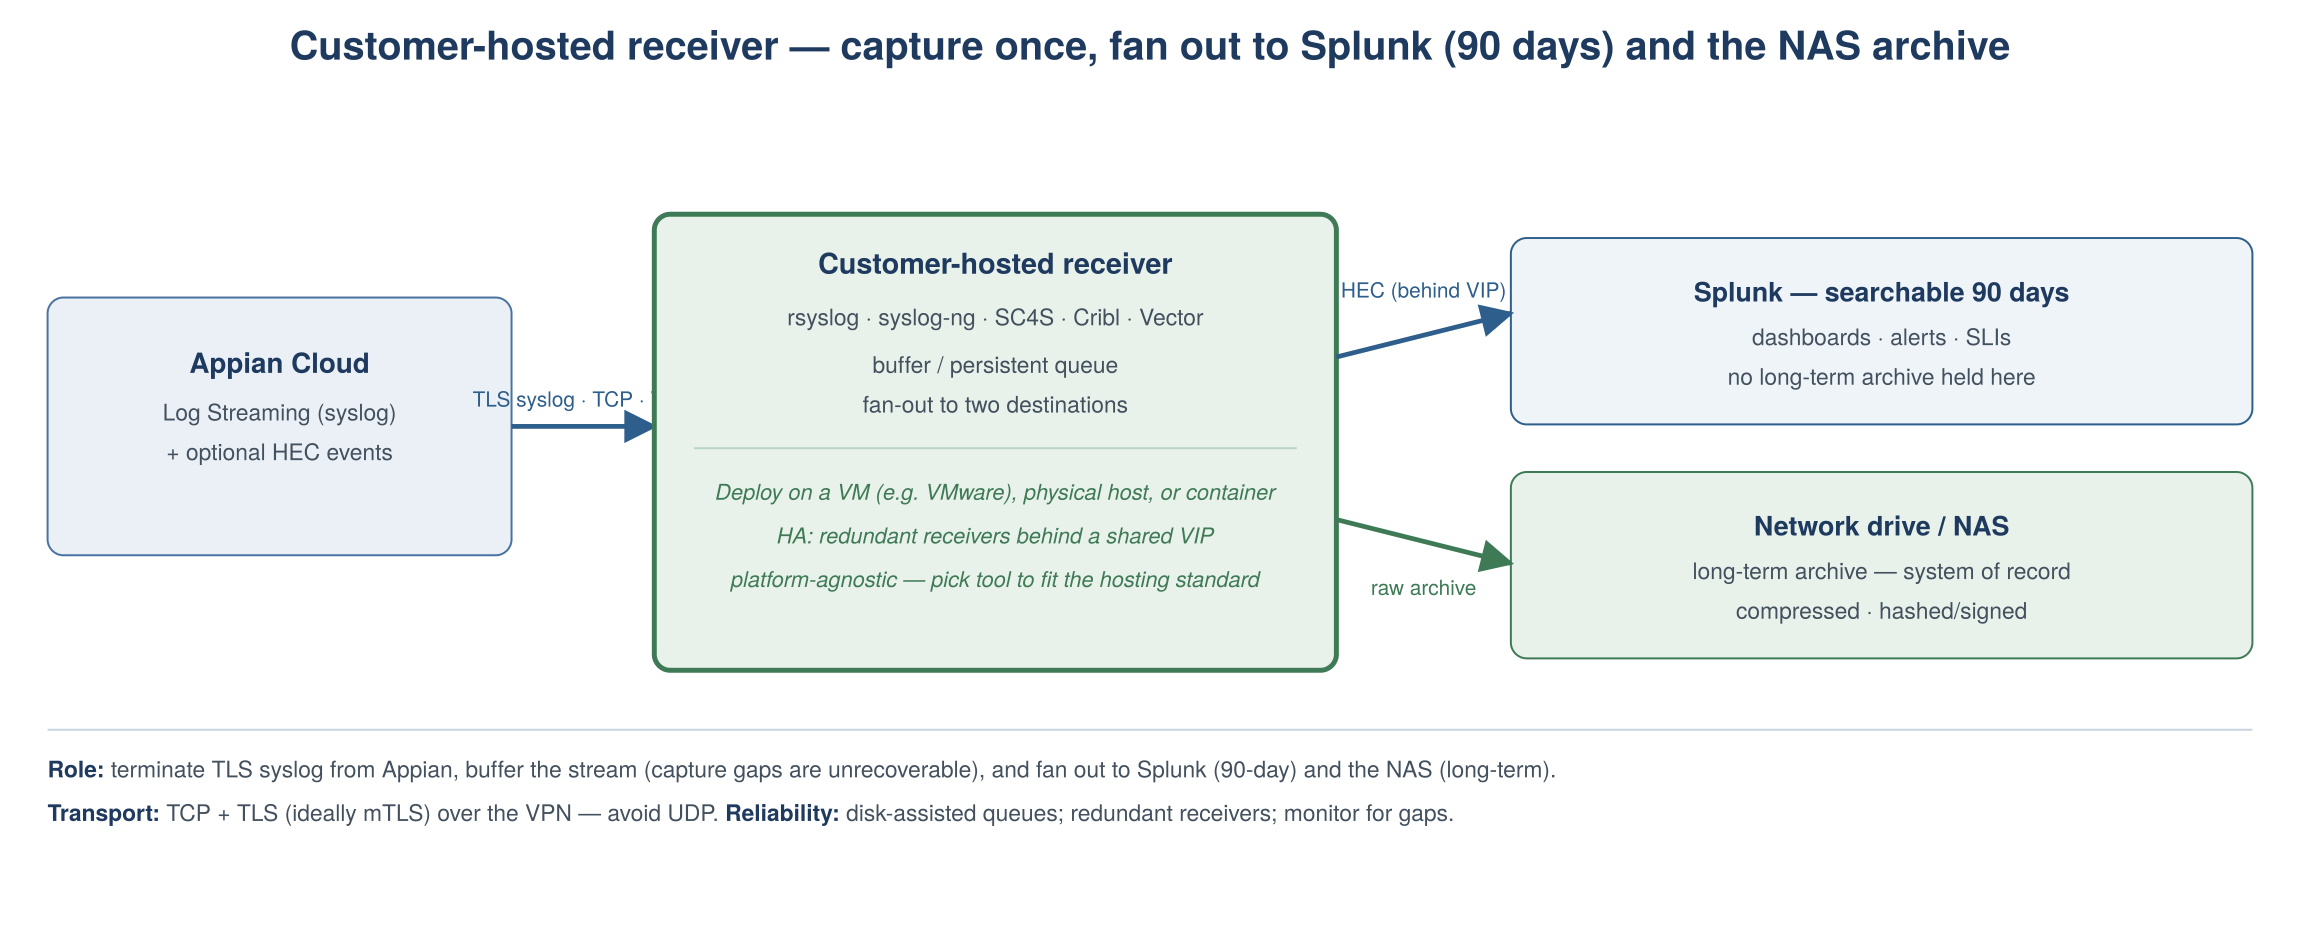 Customer-hosted receiver — capture once, fan out to Splunk (90 days) and the NAS archive
Appian Cloud
Log Streaming (syslog)
+ optional HEC events
TLS syslog · TCP ·
Customer-hosted receiver
rsyslog · syslog-ng · SC4S · Cribl · Vector
buffer / persistent queue
fan-out to two destinations
Deploy on a VM (e.g. VMware), physical host, or container
HA: redundant receivers behind a shared VIP
platform-agnostic — pick tool to fit the hosting standard
HEC (behind VIP)
raw archive
Splunk — searchable 90 days
dashboards · alerts · SLIs
no long-term archive held here
Network drive / NAS
long-term archive — system of record
compressed · hashed/signed
Role: terminate TLS syslog from Appian, buffer the stream (capture gaps are unrecoverable), and fan out to Splunk (90-day) and the NAS (long-term).
Transport: TCP + TLS (ideally mTLS) over the VPN — avoid UDP. Reliability: disk-assisted queues; redundant receivers; monitor for gaps.